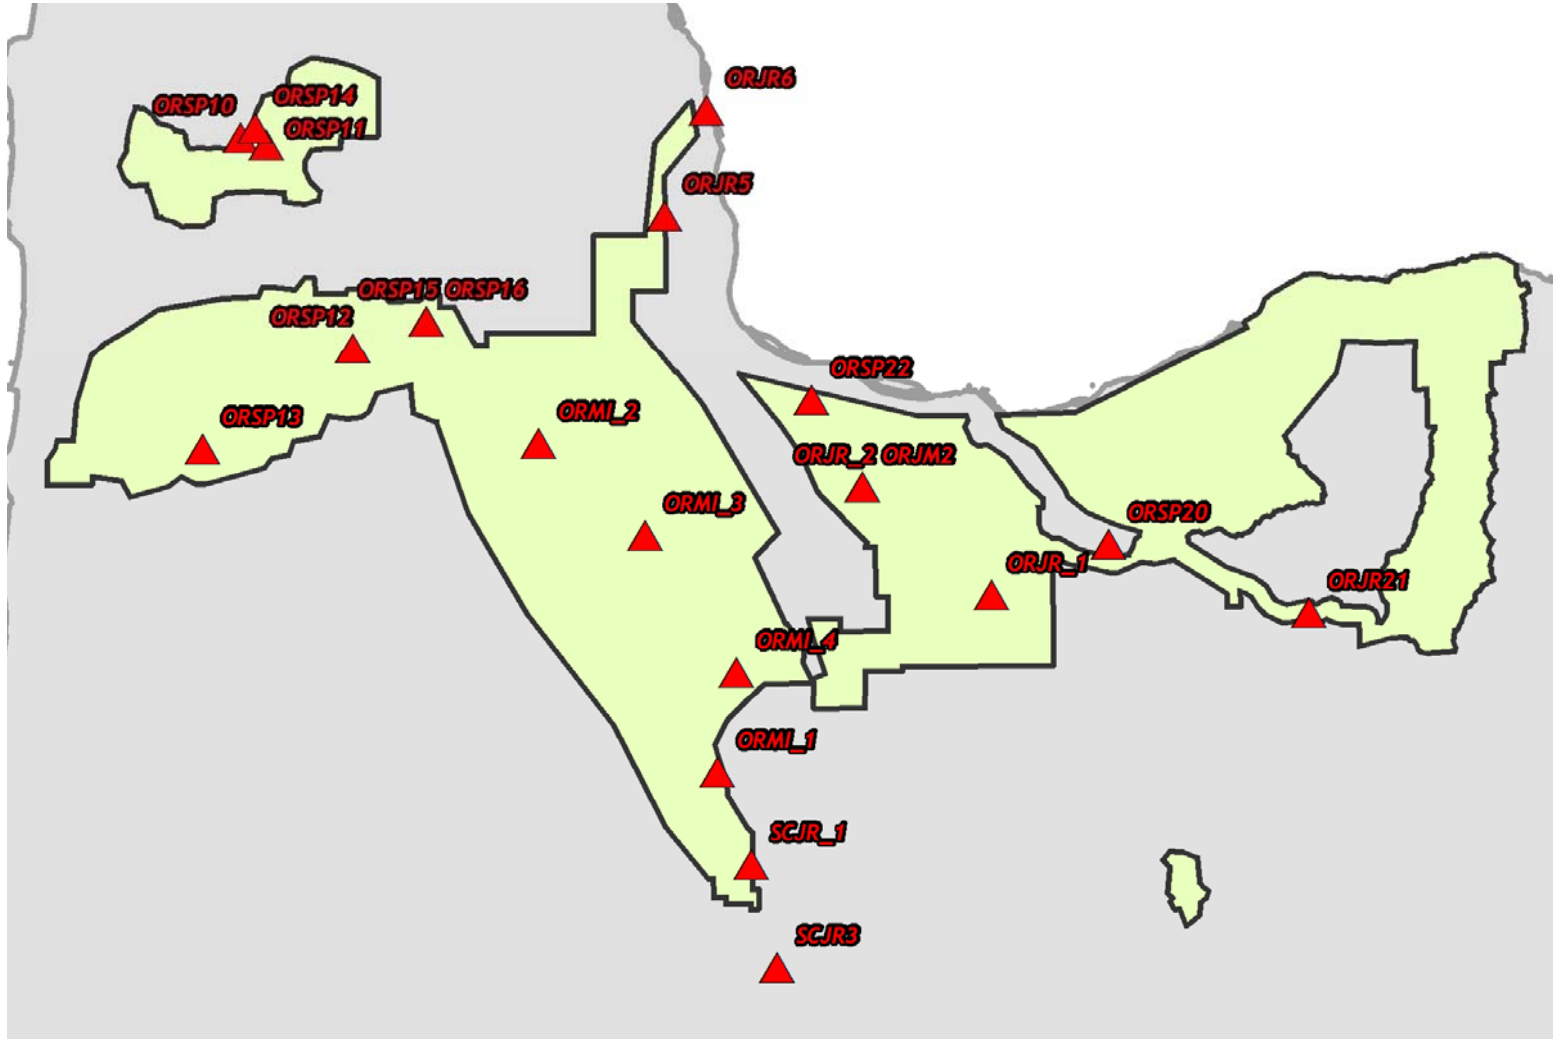 ORJR6
ORSP10
ORSP14
ORSP11
ORJR5
ORSP15 ORSP16
ORSP12
ORSP22
ORSP13
ORMI_2
ORJR_2 ORJM2
ORMI_3
ORSP20
ORJR_1
ORJR21
ORMI_4
ORMI_1
SCJR_1
SCJR3